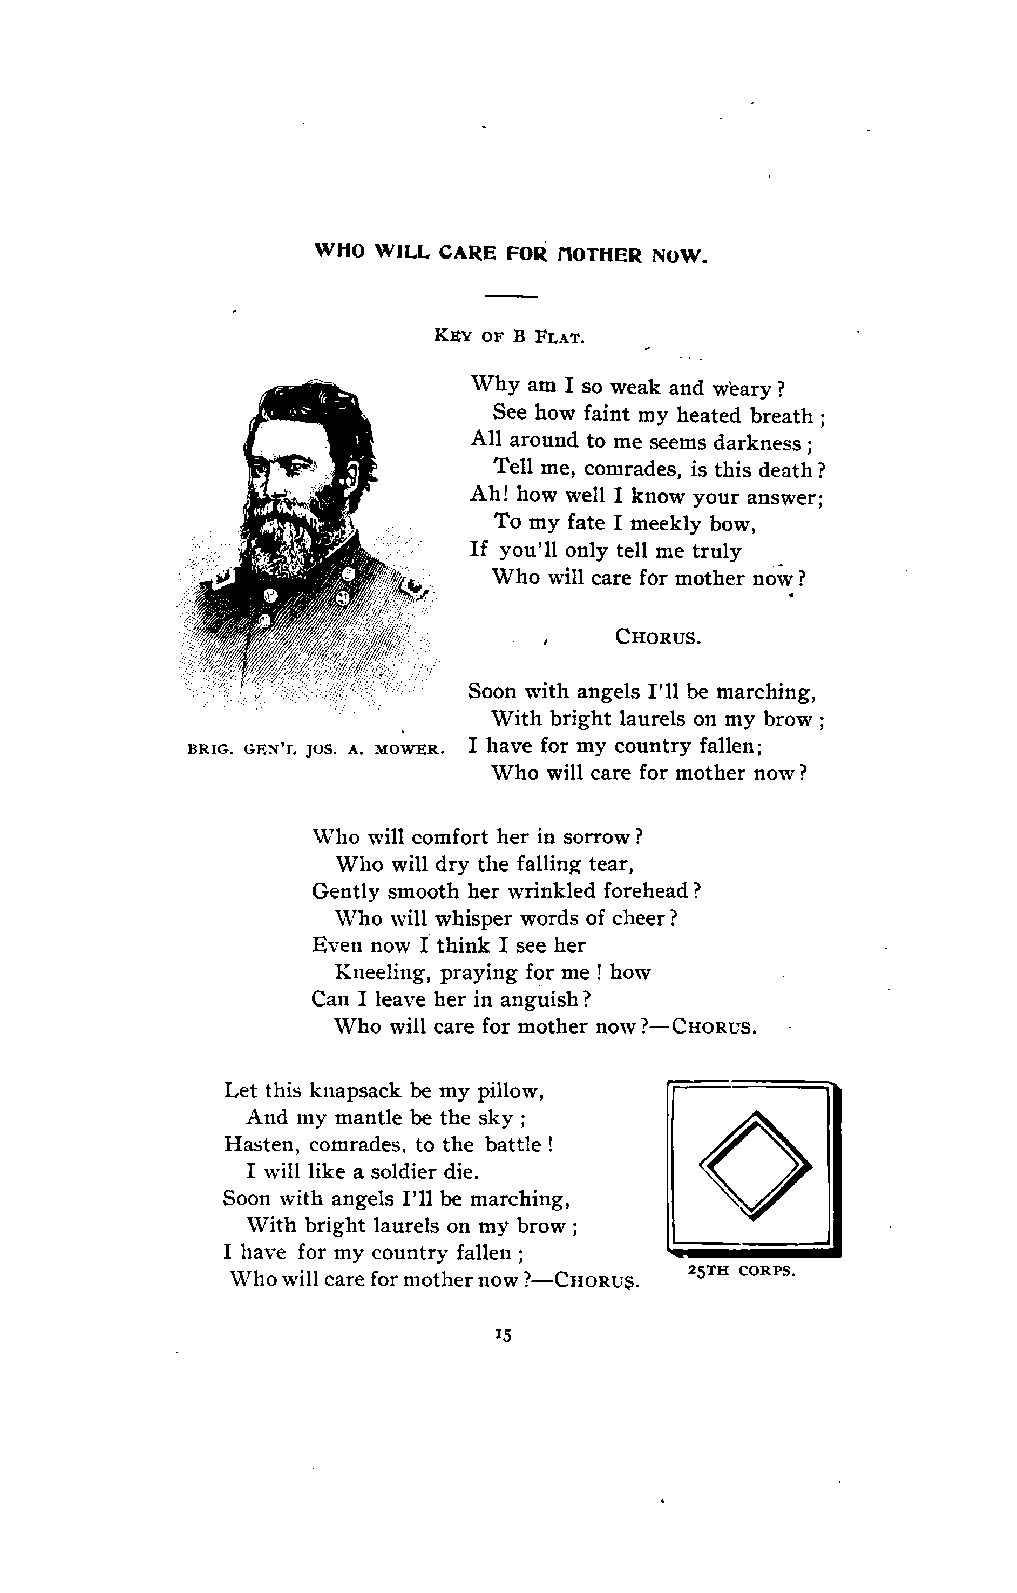 WHO WILL CARE FOR MOTHER NOW.
KEY OF B FLAT.
Why am I so weak and weary?
See how faint my heated breath;
All around to me seems darkness;
Tell me, comrades, is this death?
Ah! how well I know your answer;
To my fate I meekly bow,
If you'll only tell me truly
Who will care for mother now?
CHORUS.
Soon with angels I'll be marching,
With bright laurels on my brow;
I have for my country fallen;
Who will care for mother now?
BRIG. GEN'L JOS. A. MOWER.
Who will comfort her in sorrow?
Who will dry the falling tear,
Gently smooth her wrinkled forehead?
Who will whisper words of cheer?
Even now I think I see her
Kneeling, praying for me! how
Can I leave her in anguish?
Who will care for mother now?—CHORUS.
Let this knapsack be my pillow,
And my mantle be the sky;
Hasten, comrades, to the battle!
I will like a soldier die.
Soon with angels I'll be marching,
With bright laurels on my brow;
I have for my country fallen;
Who will care for mother now?—CHORUS.
25TH CORPS.
15